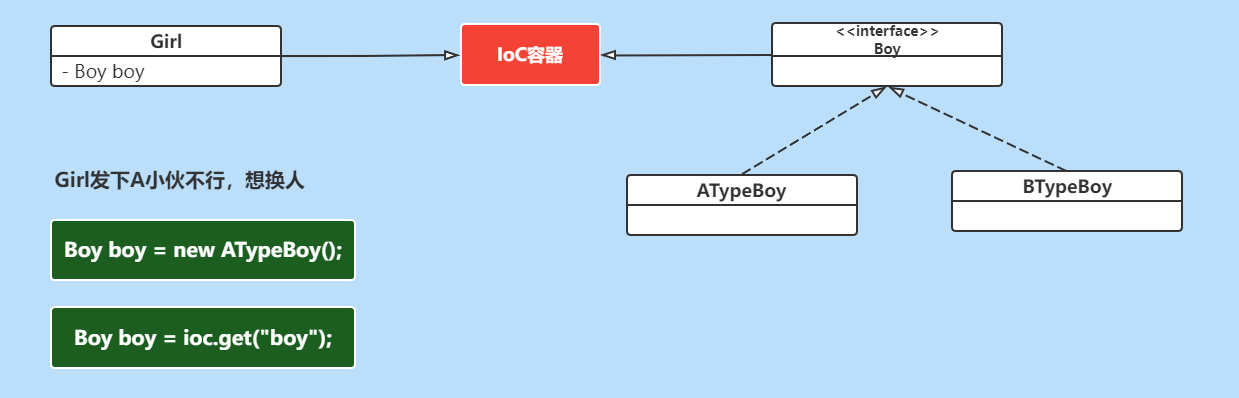 Girl
- Boy boy
IoC容器
<<interface>>
Boy
ATypeBoy
BTypeBoy
Girl发下A小伙不行，想换人
Boy boy = new ATypeBoy();
Boy boy = ioc.get("boy");